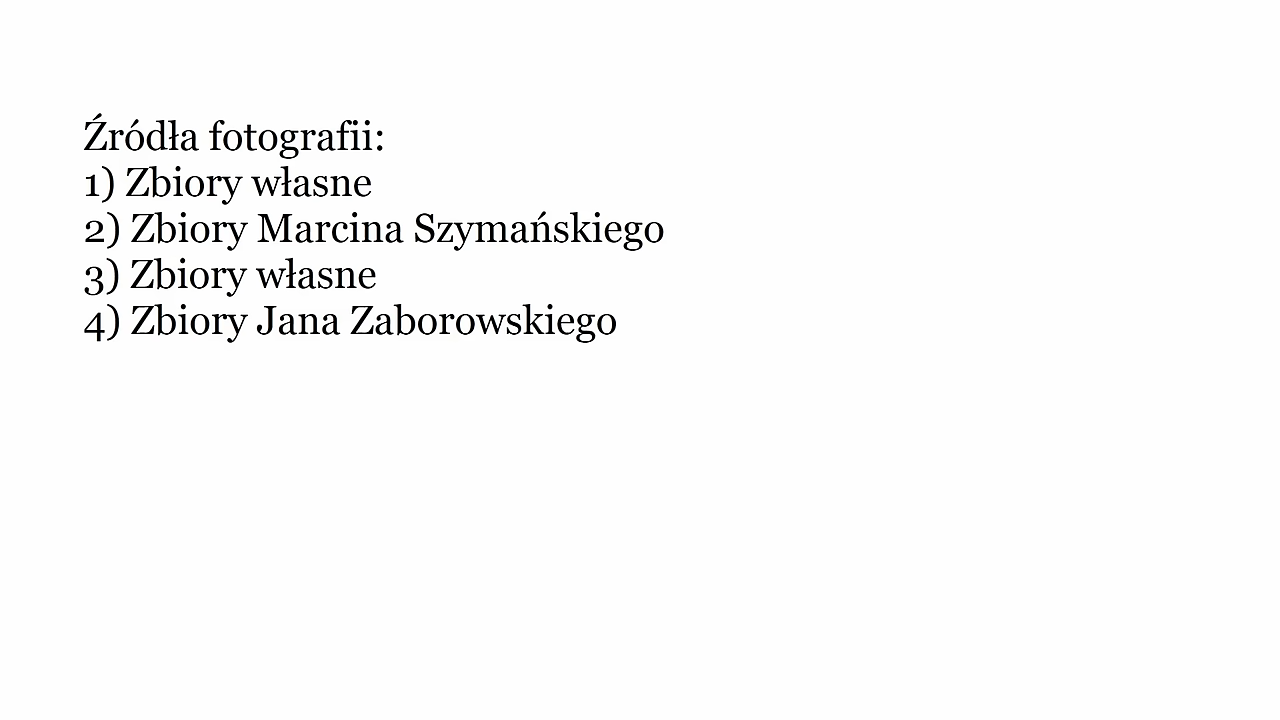 Źródła fotografii:
1) Zbiory własne
2) Zbiory Marcina Szymańskiego
3) Zbiory własne
4) Zbiory Jana Zaborowskiego